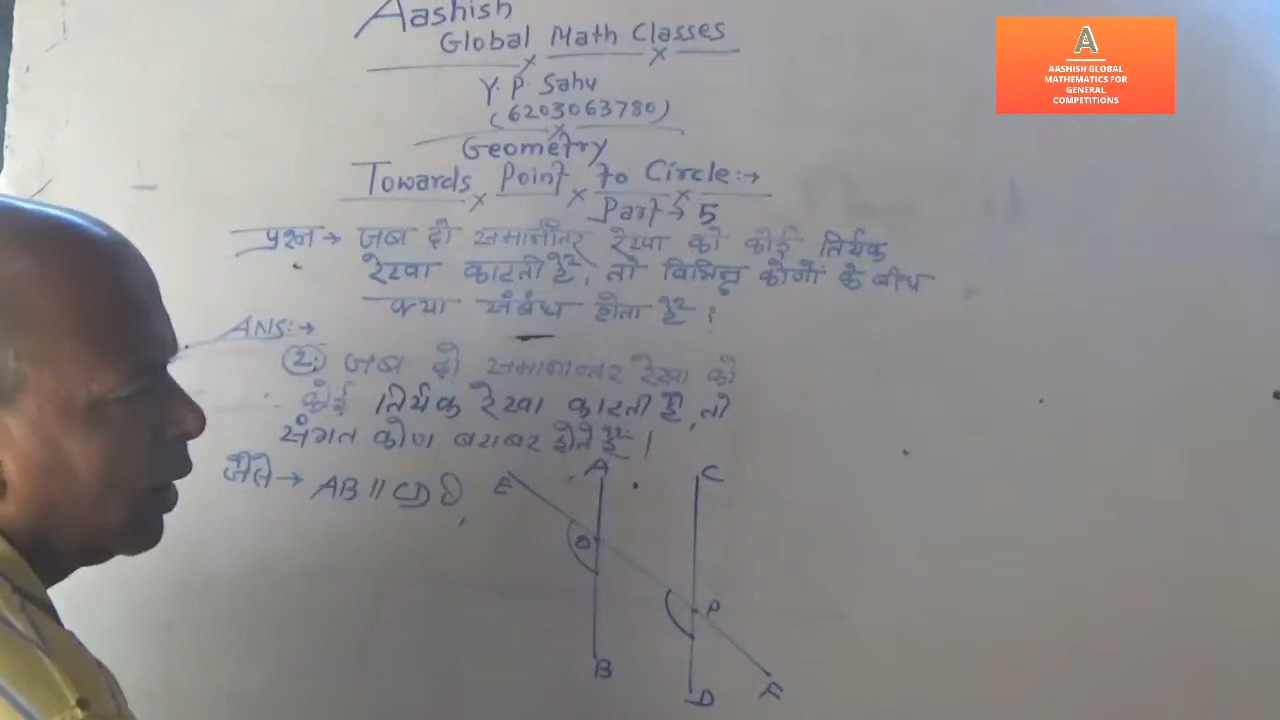 Aashish
Global Math Classes
Y. P. Sahu
(6203063780)
Geometry
Towards Point to Circle:→
Part→ 5
प्रश्न→ जब दो समानांतर रेखा को कोई तिर्यक
रेखा काटती है, तो विभिन्न कोणों के बीच
क्या संबंध होता है?
ANS:→
2. जब दो समानान्तर रेखा को
कोई तिर्यक रेखा काटती हो, तो
संगत कोण बराबर होते हैं।
जैसे→ AB || CD
E
A
C
O
P
B
D
F
A
AASHISH GLOBAL
MATHEMATICS FOR
GENERAL
COMPETITIONS